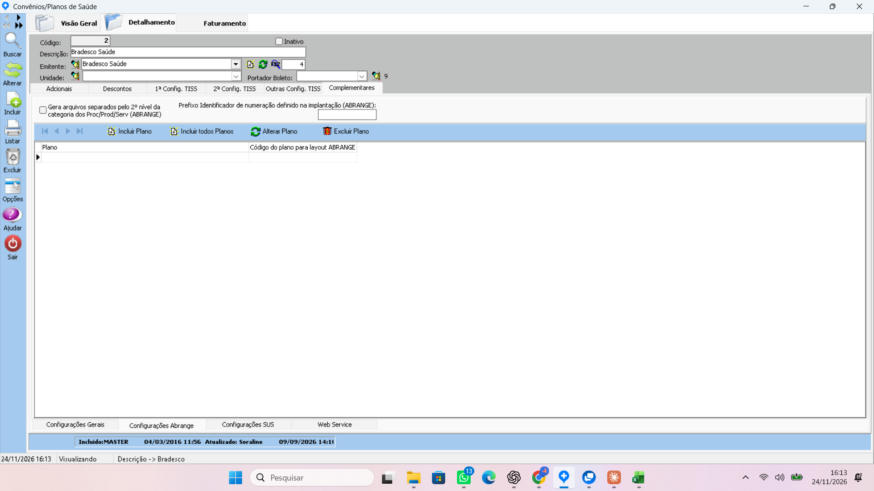 Convênios/Planos de Saúde
Visão Geral
Detalhamento
Faturamento
Código: 2
Inativo
Descrição: Bradesco Saúde
Emitente: Bradesco Saúde
4
Unidade:
Portador Boleto:
9
Adicionais
Descontos
1ª Config. TISS
2ª Config. TISS
Outras Config. TISS
Complementares
Gera arquivos separados pelo 2º nível da
categoria dos Proc/Prod/Serv (ABRANGE)
Prefixo Identificador de numeração definido na implantação (ABRANGE):
Incluir Plano
Incluir todos Planos
Alterar Plano
Excluir Plano
Plano
Código do plano para layout ABRANGE
Buscar
Alterar
Incluir
Listar
Excluir
Opções
Ajudar
Sair
Configurações Gerais
Configurações Abrange
Configurações SUS
Web Service
Incluído:MASTER 04/03/2016 11:56 Atualizado: Soraline 09/09/2026 14:1
24/11/2026 16:13 Visualizando Descrição -> Bradesco
Pesquisar
13
16:13
24/11/2026